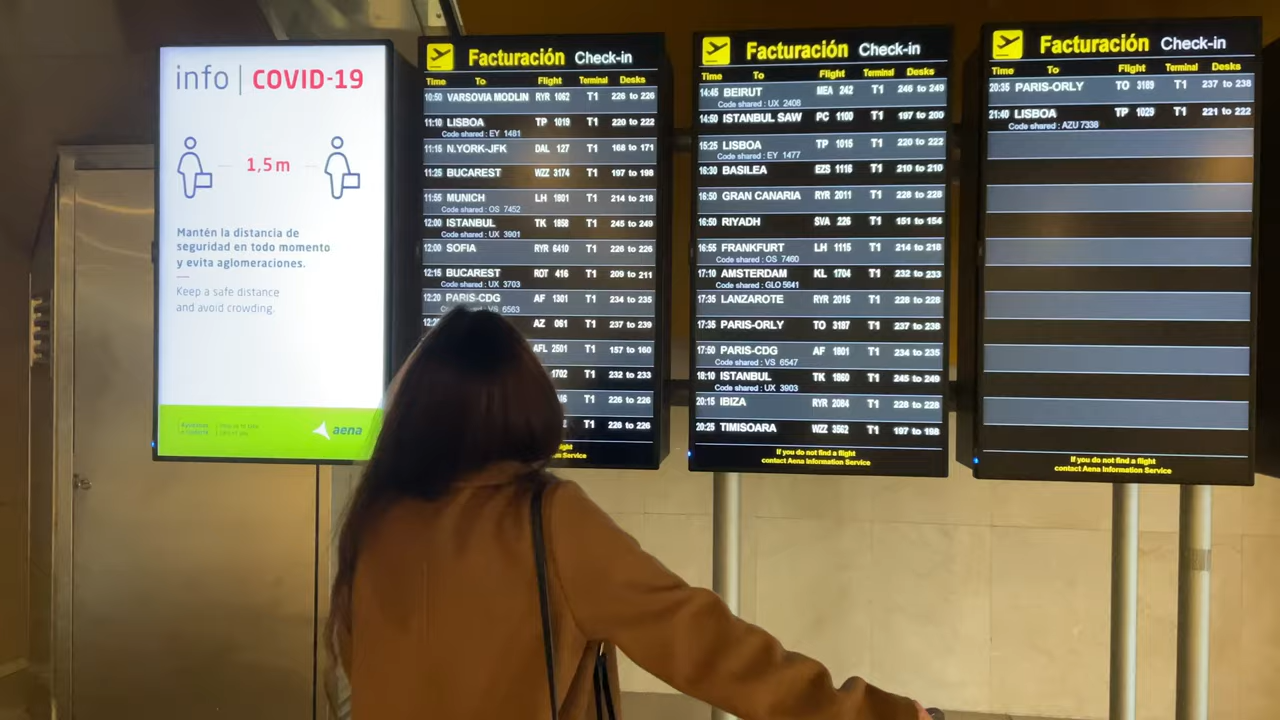 info | COVID-19
1,5 m
Mantén la distancia de
seguridad en todo momento
y evita aglomeraciones.
Keep a safe distance
and avoid crowding.
aena
Facturación Check-in
Time To Flight Terminal Desks
10:50 VARSOVIA MODLIN RYR 1062 T1 226 to 226
11:10 LISBOA TP 1019 T1 220 to 222
Code shared : EY 1481
11:15 N.YORK-JFK DAL 127 T1 168 to 171
11:25 BUCAREST WZZ 3174 T1 197 to 198
11:55 MUNICH LH 1801 T1 214 to 218
Code shared : OS 7452
12:00 ISTANBUL TK 1858 T1 245 to 249
Code shared : UX 3901
12:00 SOFIA RYR 6410 T1 226 to 226
12:15 BUCAREST ROT 416 T1 209 to 211
Code shared : UX 3703
12:20 PARIS-CDG AF 1301 T1 234 to 235
VS 6563
AZ 061 T1 237 to 239
AFL 2501 T1 157 to 160
1702 T1 232 to 233
T1 226 to 226
T1 226 to 226
Facturación Check-in
Time To Flight Terminal Desks
14:45 BEIRUT MEA 242 T1 246 to 249
Code shared : UX 2408
14:50 ISTANBUL SAW PC 1100 T1 197 to 200
15:25 LISBOA TP 1015 T1 220 to 222
Code shared : EY 1477
16:30 BASILEA EZS 1116 T1 210 to 210
16:50 GRAN CANARIA RYR 2011 T1 228 to 228
16:50 RIYADH SVA 226 T1 151 to 154
16:55 FRANKFURT LH 1115 T1 214 to 218
Code shared : OS 7460
17:10 AMSTERDAM KL 1704 T1 232 to 233
Code shared : GLO 5641
17:35 LANZAROTE RYR 2015 T1 228 to 228
17:35 PARIS-ORLY TO 3187 T1 237 to 238
17:50 PARIS-CDG AF 1801 T1 234 to 235
Code shared : VS 6547
18:10 ISTANBUL TK 1860 T1 245 to 249
Code shared : UX 3903
20:15 IBIZA RYR 2084 T1 228 to 228
20:25 TIMISOARA WZZ 3562 T1 197 to 198
If you do not find a flight
contact Aena Information Service
Facturación Check-in
Time To Flight Terminal Desks
20:35 PARIS-ORLY TO 3189 T1 237 to 238
21:40 LISBOA TP 1029 T1 221 to 222
Code shared : AZU 7338
If you do not find a flight
contact Aena Information Service